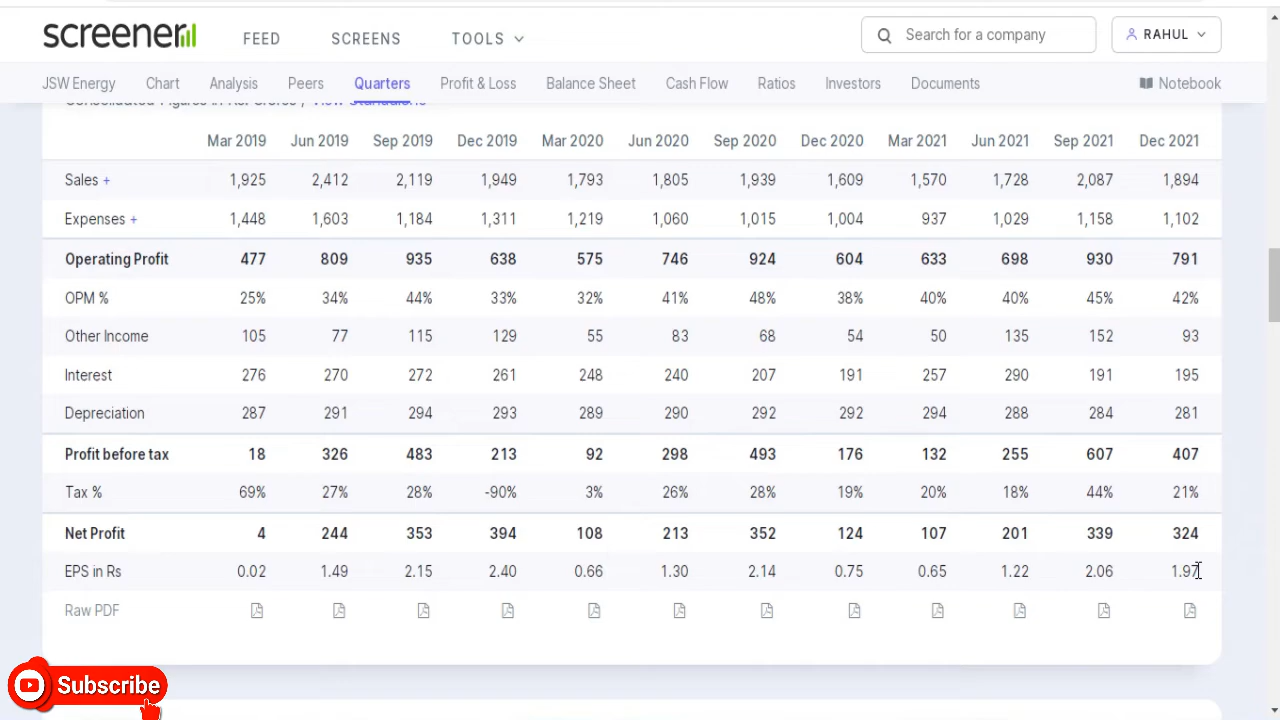 screener FEED SCREENS TOOLS Search for a company RAHUL
JSW Energy Chart Analysis Peers Quarters Profit & Loss Balance Sheet Cash Flow Ratios Investors Documents Notebook
Mar 2019 Jun 2019 Sep 2019 Dec 2019 Mar 2020 Jun 2020 Sep 2020 Dec 2020 Mar 2021 Jun 2021 Sep 2021 Dec 2021
Sales + 1,925 2,412 2,119 1,949 1,793 1,805 1,939 1,609 1,570 1,728 2,087 1,894
Expenses + 1,448 1,603 1,184 1,311 1,219 1,060 1,015 1,004 937 1,029 1,158 1,102
Operating Profit 477 809 935 638 575 746 924 604 633 698 930 791
OPM % 25% 34% 44% 33% 32% 41% 48% 38% 40% 40% 45% 42%
Other Income 105 77 115 129 55 83 68 54 50 135 152 93
Interest 276 270 272 261 248 240 207 191 257 290 191 195
Depreciation 287 291 294 293 289 290 292 292 294 288 284 281
Profit before tax 18 326 483 213 92 298 493 176 132 255 607 407
Tax % 69% 27% 28% -90% 3% 26% 28% 19% 20% 18% 44% 21%
Net Profit 4 244 353 394 108 213 352 124 107 201 339 324
EPS in Rs 0.02 1.49 2.15 2.40 0.66 1.30 2.14 0.75 0.65 1.22 2.06 1.97
Raw PDF
Subscribe